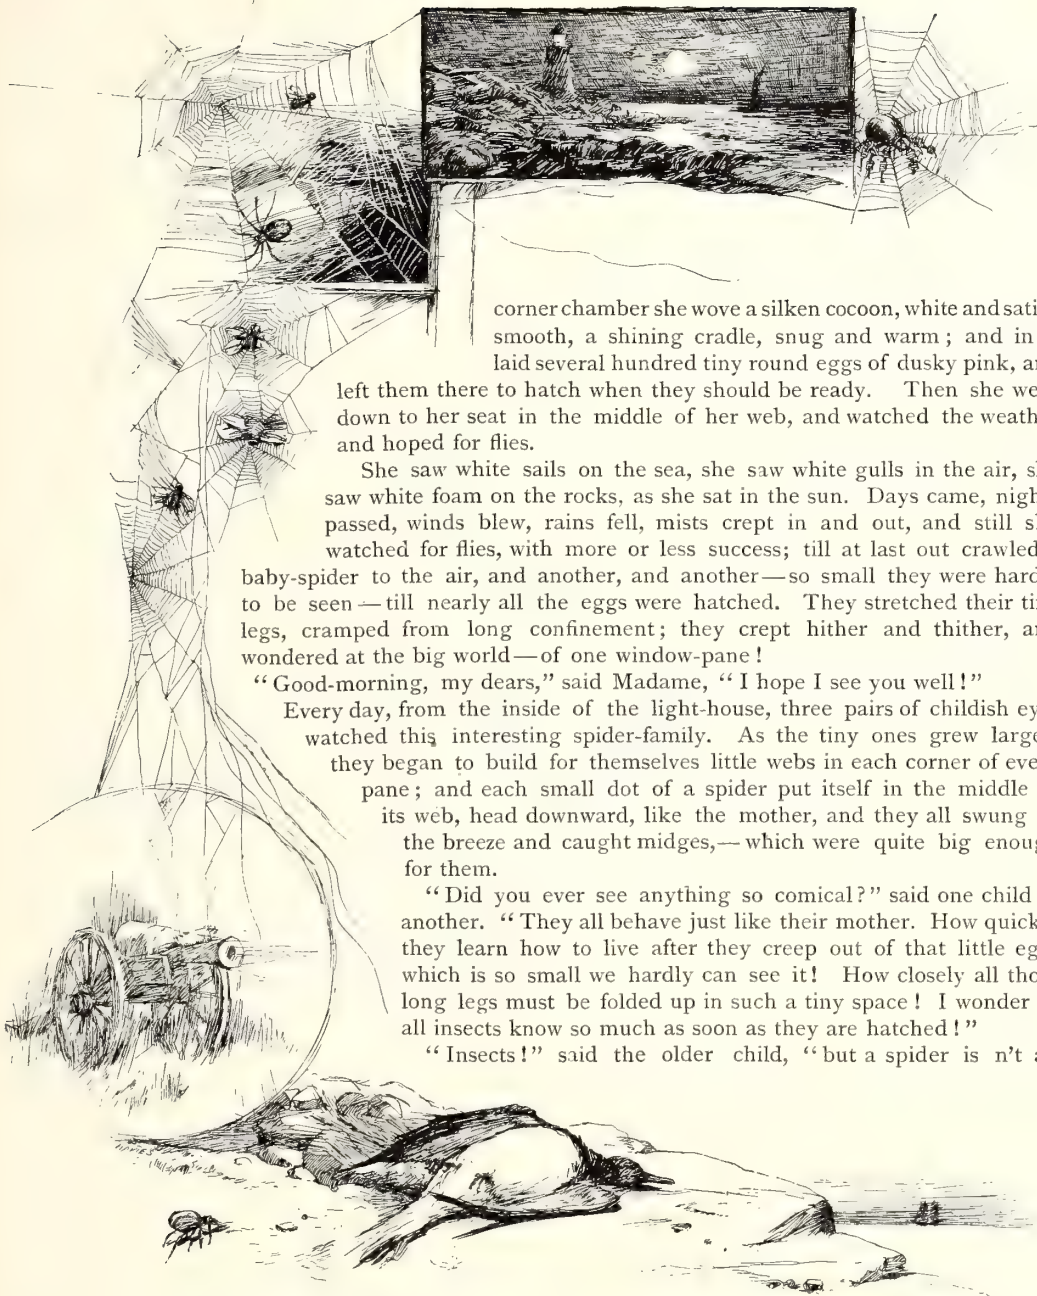 corner chamber she wove a silken cocoon, white and sati
smooth, a shining cradle, snug and warm; and in
laid several hundred tiny round eggs of dusky pink, a
left them there to hatch when they should be ready. Then she we
down to her seat in the middle of her web, and watched the weath
and hoped for flies.
She saw white sails on the sea, she saw white gulls in the air, s
saw white foam on the rocks, as she sat in the sun. Days came, nigh
passed, winds blew, rains fell, mists crept in and out, and still s
watched for flies, with more or less success; till at last out crawled
baby-spider to the air, and another, and another—so small they were hard
to be seen—till nearly all the eggs were hatched. They stretched their ti
legs, cramped from long confinement; they crept hither and thither, a
wondered at the big world—of one window-pane!
“Good-morning, my dears,” said Madame, “I hope I see you well!”
Every day, from the inside of the light-house, three pairs of childish ey
watched this interesting spider-family. As the tiny ones grew large
they began to build for themselves little webs in each corner of eve
pane; and each small dot of a spider put itself in the middle
its web, head downward, like the mother, and they all swung
the breeze and caught midges,—which were quite big enoug
for them.
“Did you ever see anything so comical?” said one child
another. “They all behave just like their mother. How quick
they learn how to live after they creep out of that little eg
which is so small we hardly can see it! How closely all tho
long legs must be folded up in such a tiny space! I wonder
all insects know so much as soon as they are hatched!”
“Insects!” said the older child, “but a spider is n't a